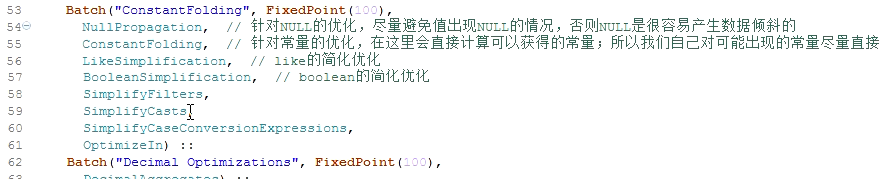 53 Batch("ConstantFolding", FixedPoint(100),
54 NullPropagation, // 针对NULL的优化，尽量避免值出现NULL的情况，否则NULL是很容易产生数据倾斜的
55 ConstantFolding, // 针对常量的优化，在这里会直接计算可以获得的常量；所以我们自己对可能出现的常量尽量直接
56 LikeSimplification, // like的简化优化
57 BooleanSimplification, // boolean的简化优化
58 SimplifyFilters,
59 SimplifyCasts,
60 SimplifyCaseConversionExpressions,
61 OptimizeIn) ::
62 Batch("Decimal Optimizations", FixedPoint(100),
63 DecimalAggregates) ::